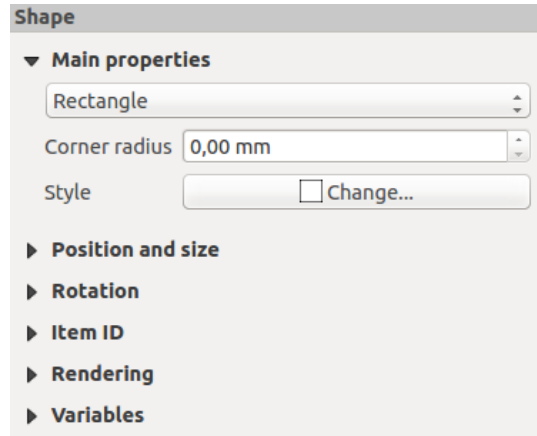 Shape
Main properties
Rectangle
Corner radius 0,00 mm
Style Change...
Position and size
Rotation
Item ID
Rendering
Variables